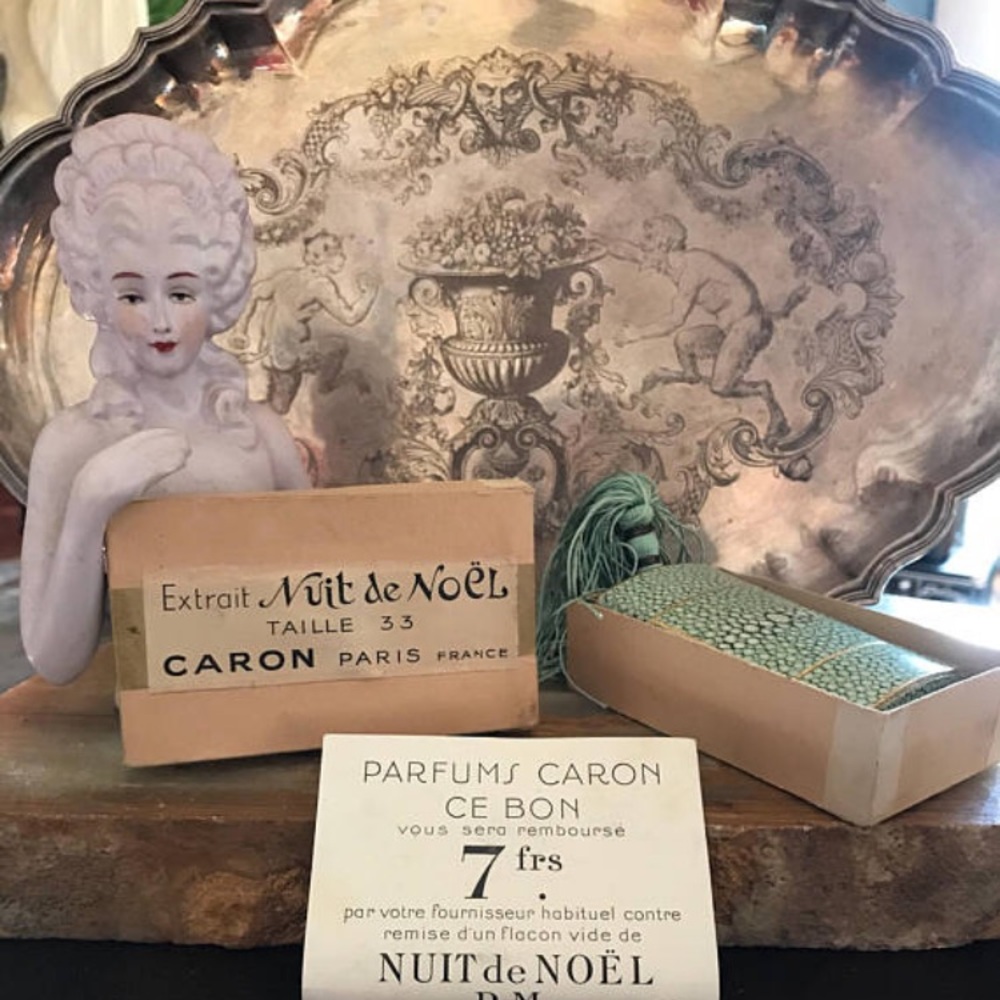 Extrait Nuit de Noël
TAILLE 33
CARON PARIS FRANCE
PARFUMS CARON
CE BON
vous sera remboursé
7 frs
par votre fournisseur habituel contre
remise d'un flacon vide de
NUIT de NOËL